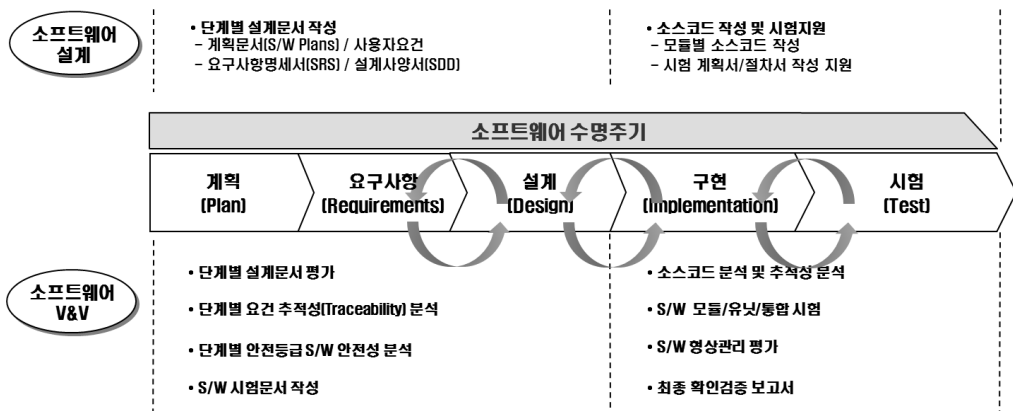 소프트웨어
설계
• 단계별 설계문서 작성
– 계획문서(S/W Plans) / 사용자요건
– 요구사항명세서(SRS) / 설계사양서(SDD)
• 소스코드 작성 및 시험지원
– 모듈별 소스코드 작성
– 시험 계획서/절차서 작성 지원
소프트웨어 수명주기
계획
(Plan)
요구사항
(Requirements)
설계
(Design)
구현
(Implementation)
시험
(Test)
소프트웨어
V&V
• 단계별 설계문서 평가
• 단계별 요건 추적성(Traceability) 분석
• 단계별 안전등급 S/W 안전성 분석
• S/W 시험문서 작성
• 소스코드 분석 및 추적성 분석
• S/W 모듈/유닛/통합 시험
• S/W 형상관리 평가
• 최종 확인검증 보고서